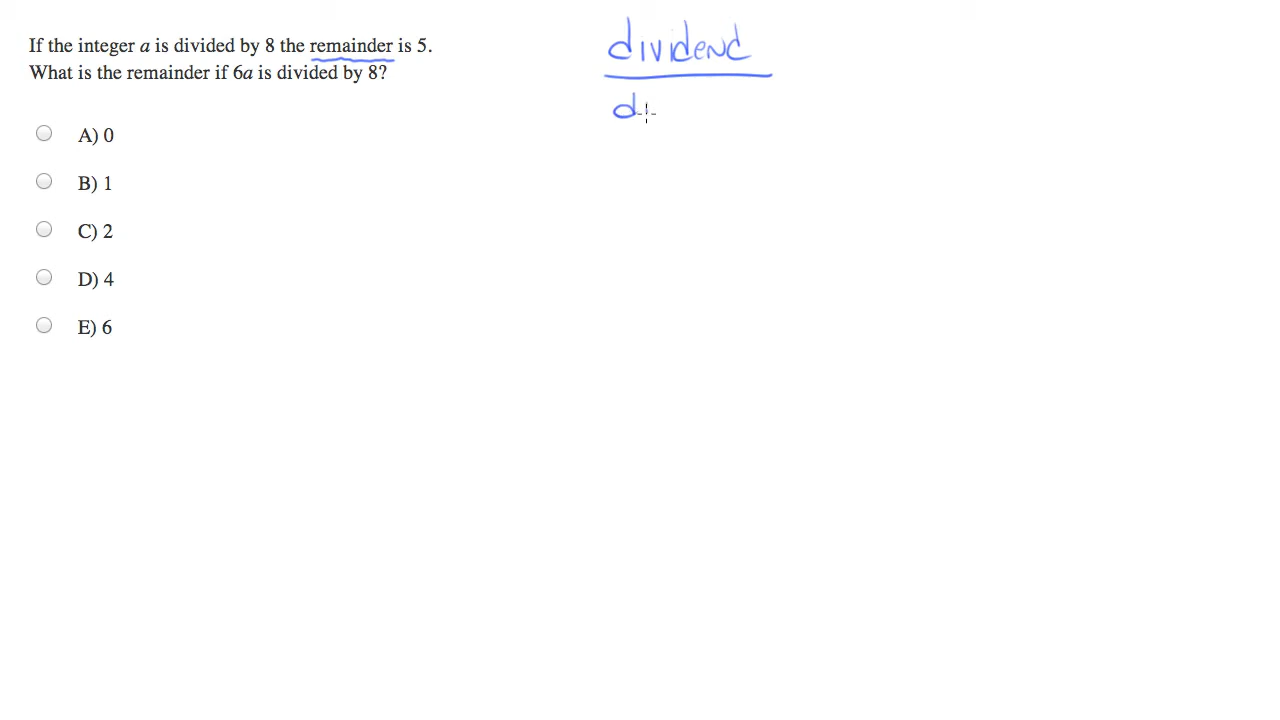 If the integer a is divided by 8 the remainder is 5.
What is the remainder if 6a is divided by 8?
A) 0
B) 1
C) 2
D) 4
E) 6
dividend
di